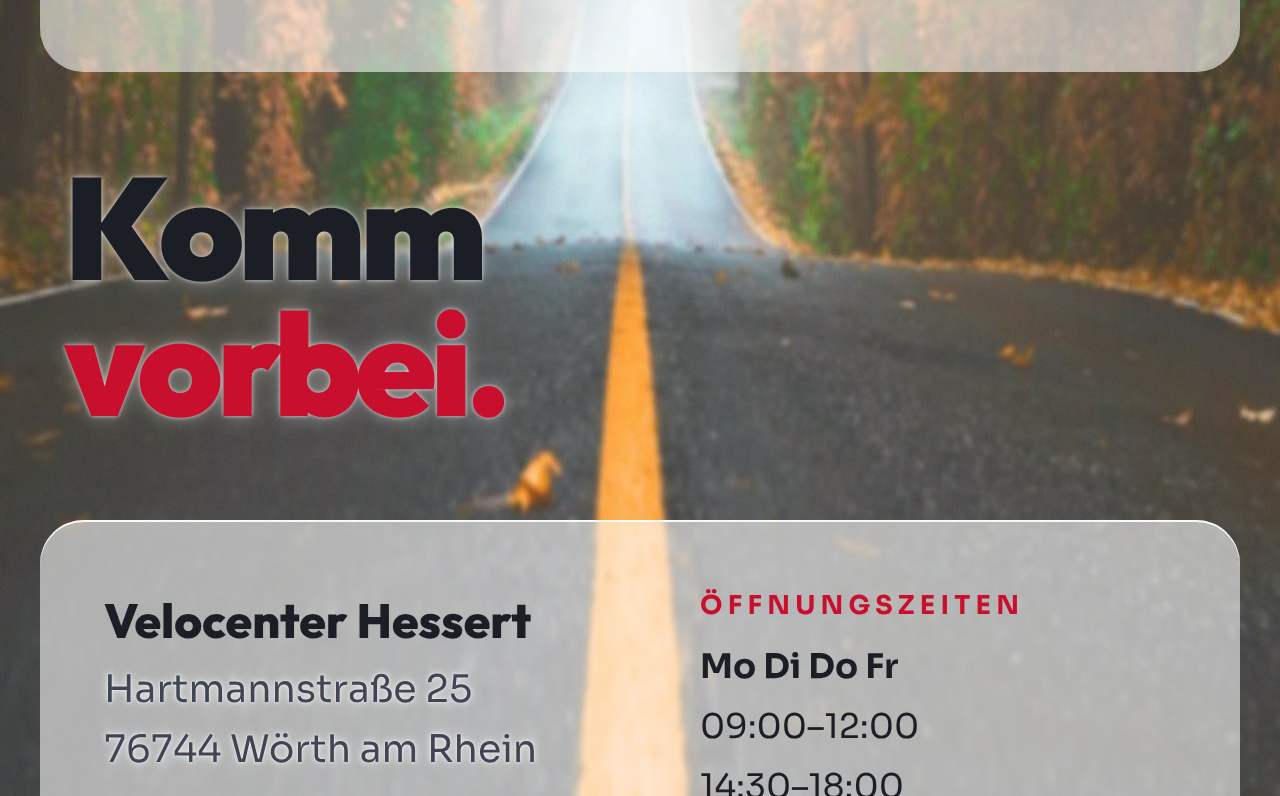 Komm
vorbei.
Velocenter Hessert
Hartmannstraße 25
76744 Wörth am Rhein
ÖFFNUNGSZEITEN
Mo Di Do Fr
09:00–12:00
14:30–18:00